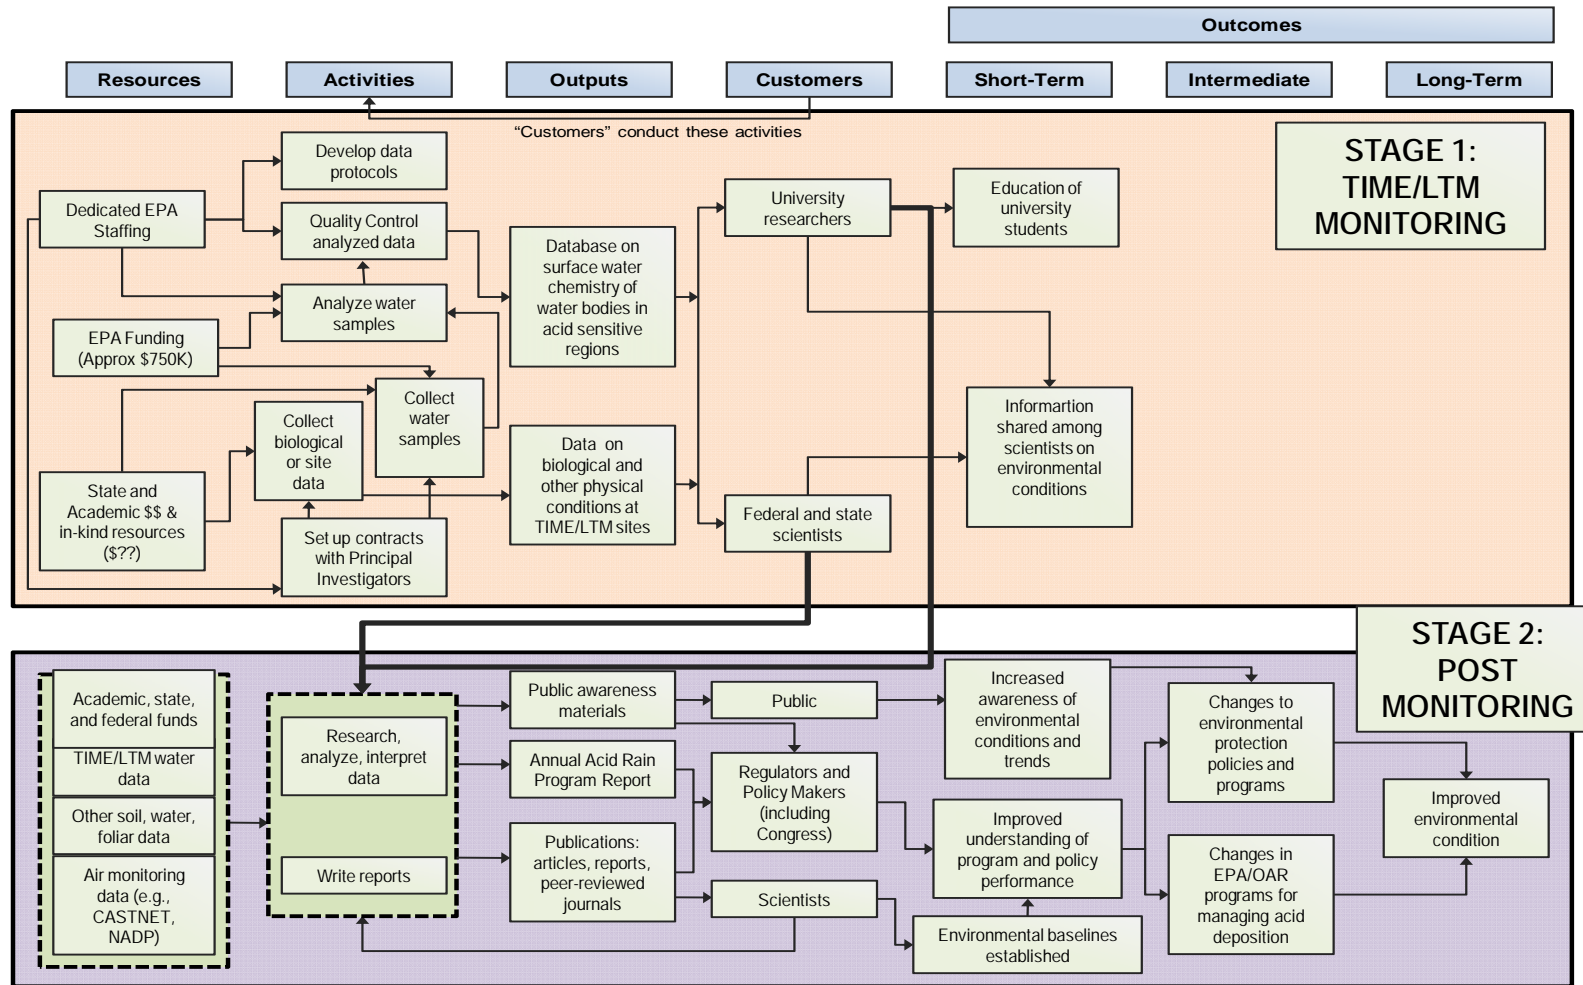 Outcomes
Resources
Activities
Outputs
Customers
Short-Term
Intermediate
Long-Term
“Customers” conduct these activities
STAGE 1:
TIME/LTM
MONITORING
Dedicated EPA
Staffing
EPA Funding
(Approx $750K)
State and
Academic $$ &
in-kind resources
($??)
Develop data
protocols
Quality Control
analyzed data
Analyze water
samples
Collect
water
samples
Collect
biological
or site
data
Set up contracts
with Principal
Investigators
Database on
surface water
chemistry of
water bodies in
acid sensitive
regions
Data on
biological and
other physical
conditions at
TIME/LTM sites
University
researchers
Federal and state
scientists
Education of
university
students
Informartion
shared among
scientists on
environmental
conditions
STAGE 2:
POST
MONITORING
Academic, state,
and federal funds
TIME/LTM water
data
Other soil, water,
foliar data
Air monitoring
data (e.g.,
CASTNET,
NADP)
Research,
analyze, interpret
data
Write reports
Public awareness
materials
Annual Acid Rain
Program Report
Publications:
articles, reports,
peer-reviewed
journals
Public
Regulators and
Policy Makers
(including
Congress)
Scientists
Increased
awareness of
environmental
conditions and
trends
Improved
understanding of
program and policy
performance
Environmental baselines
established
Changes to
environmental
protection
policies and
programs
Changes in
EPA/OAR
programs for
managing acid
deposition
Improved
environmental
condition